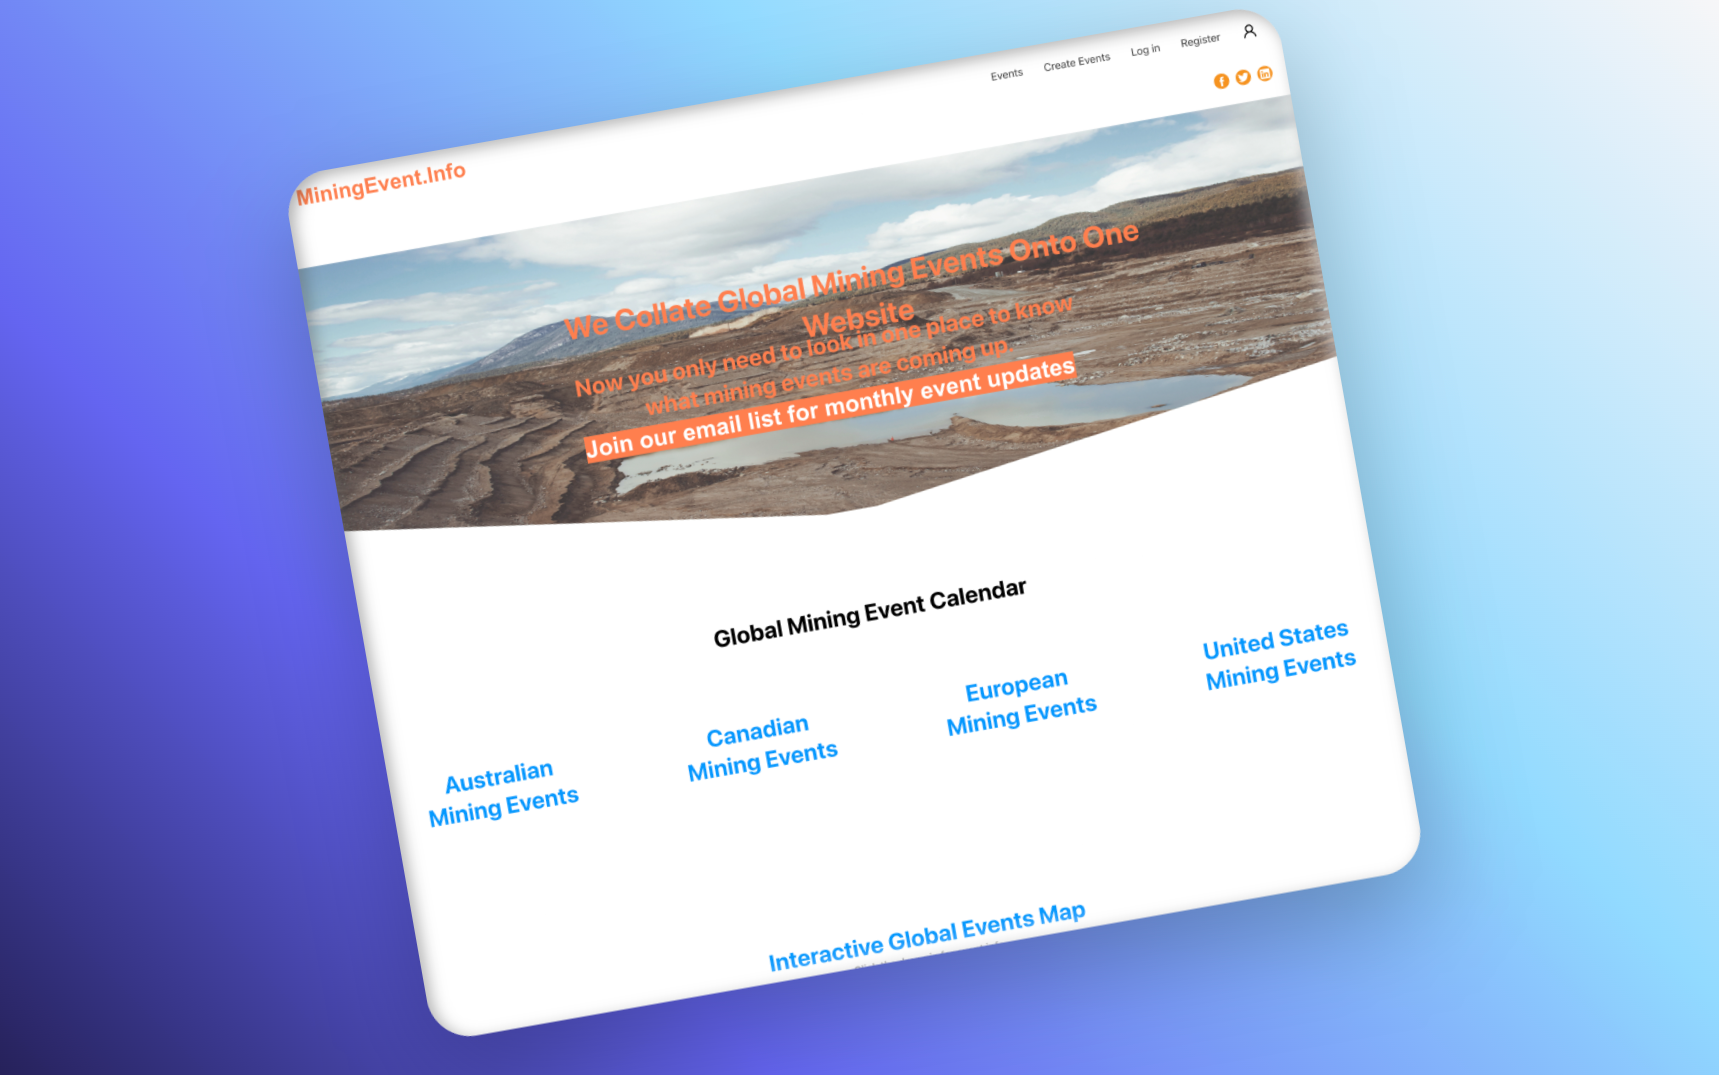 Events
Create Events
Log in
Register
MiningEvent.Info
We Collate Global Mining Events Onto One
Website
Now you only need to look in one place to know
what mining events are coming up.
Join our email list for monthly event updates
Global Mining Event Calendar
Australian
Mining Events
Canadian
Mining Events
European
Mining Events
United States
Mining Events
Interactive Global Events Map